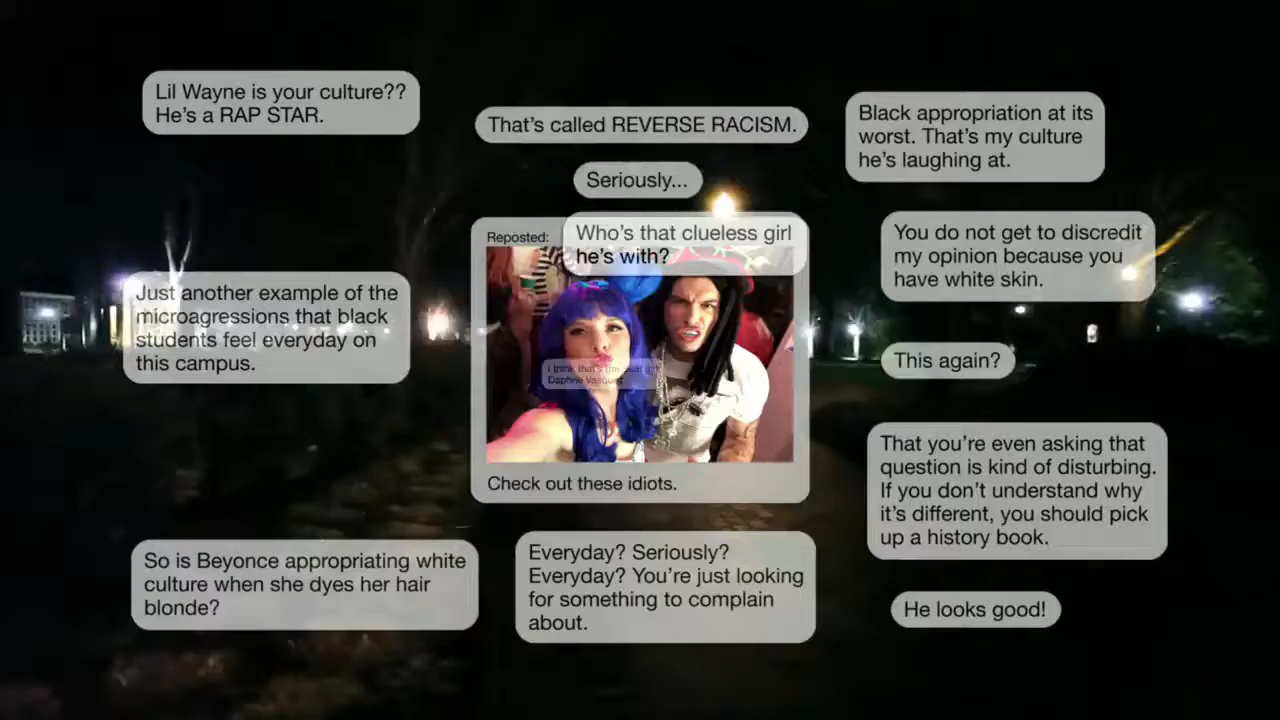 Lil Wayne is your culture??
He's a RAP STAR.
That's called REVERSE RACISM.
Seriously...
Black appropriation at its
worst. That's my culture
he's laughing at.
Reposted:
Who's that clueless girl
he's with?
You do not get to discredit
my opinion because you
have white skin.
Just another example of the
microagressions that black
students feel everyday on
this campus.
This again?
I think that's
girl
Daphne Vasquez
Check out these idiots.
That you're even asking that
question is kind of disturbing.
If you don't understand why
it's different, you should pick
up a history book.
So is Beyonce appropriating white
culture when she dyes her hair
blonde?
Everyday? Seriously?
Everyday? You're just looking
for something to complain
about.
He looks good!